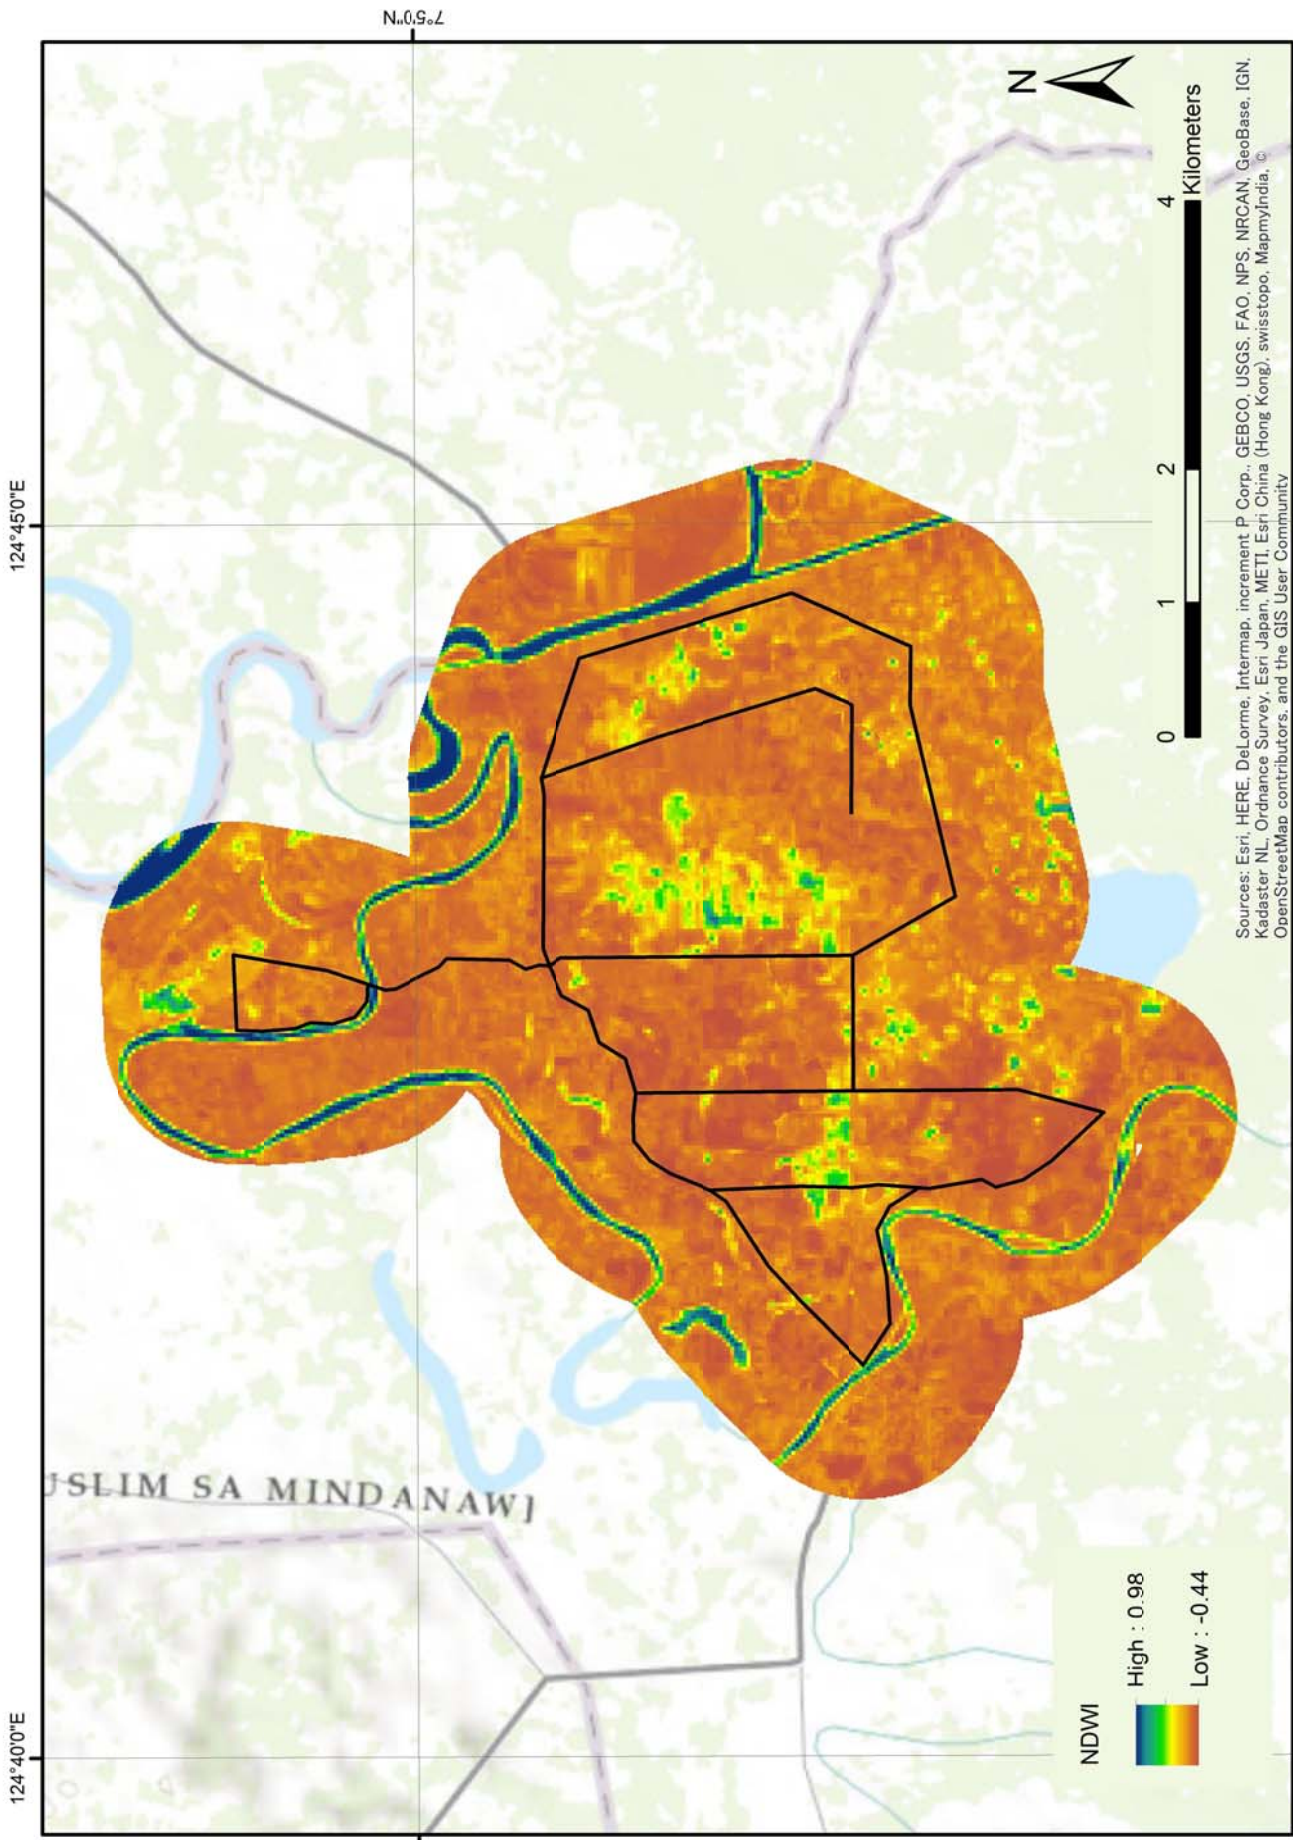 7°5'0"N
124°40'0"E
124°45'0"E
USLIM SA MINDANAW]
N
NDWI
High : 0.98
Low : -0.44
0 1 2 4
Kilometers
Sources: Esri, HERE, DeLorme, Intermap, increment P Corp., GEBCO, USGS, FAO, NPS, NRCAN, GeoBase, IGN,
Kadaster NL, Ordnance Survey, Esri Japan, METI, Esri China (Hong Kong), swisstopo, MapmyIndia, ©
OpenStreetMap contributors, and the GIS User Community